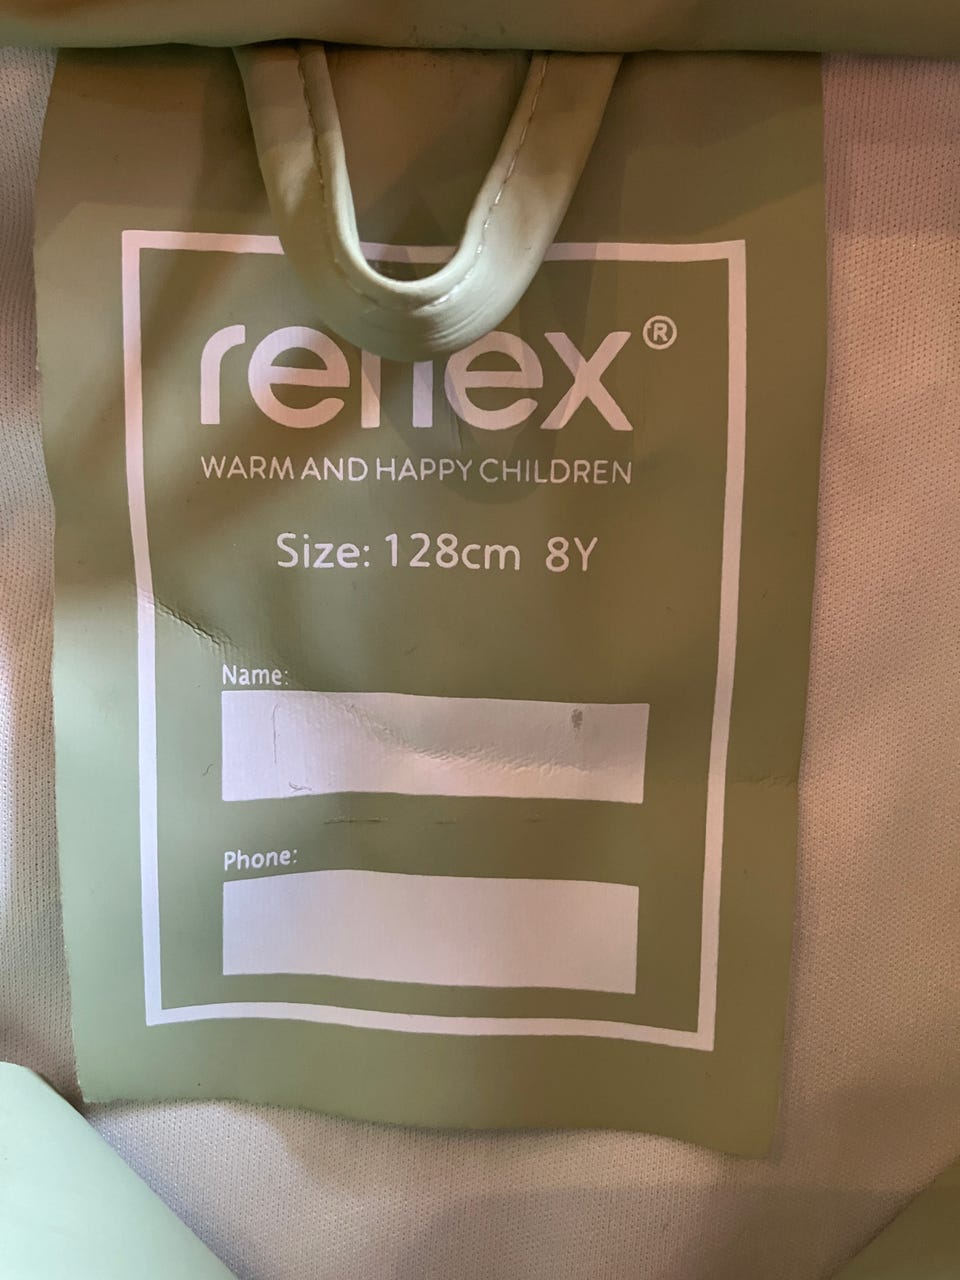 reflex®
WARM AND HAPPY CHILDREN
Size: 128cm 8Y
Name:
Phone: